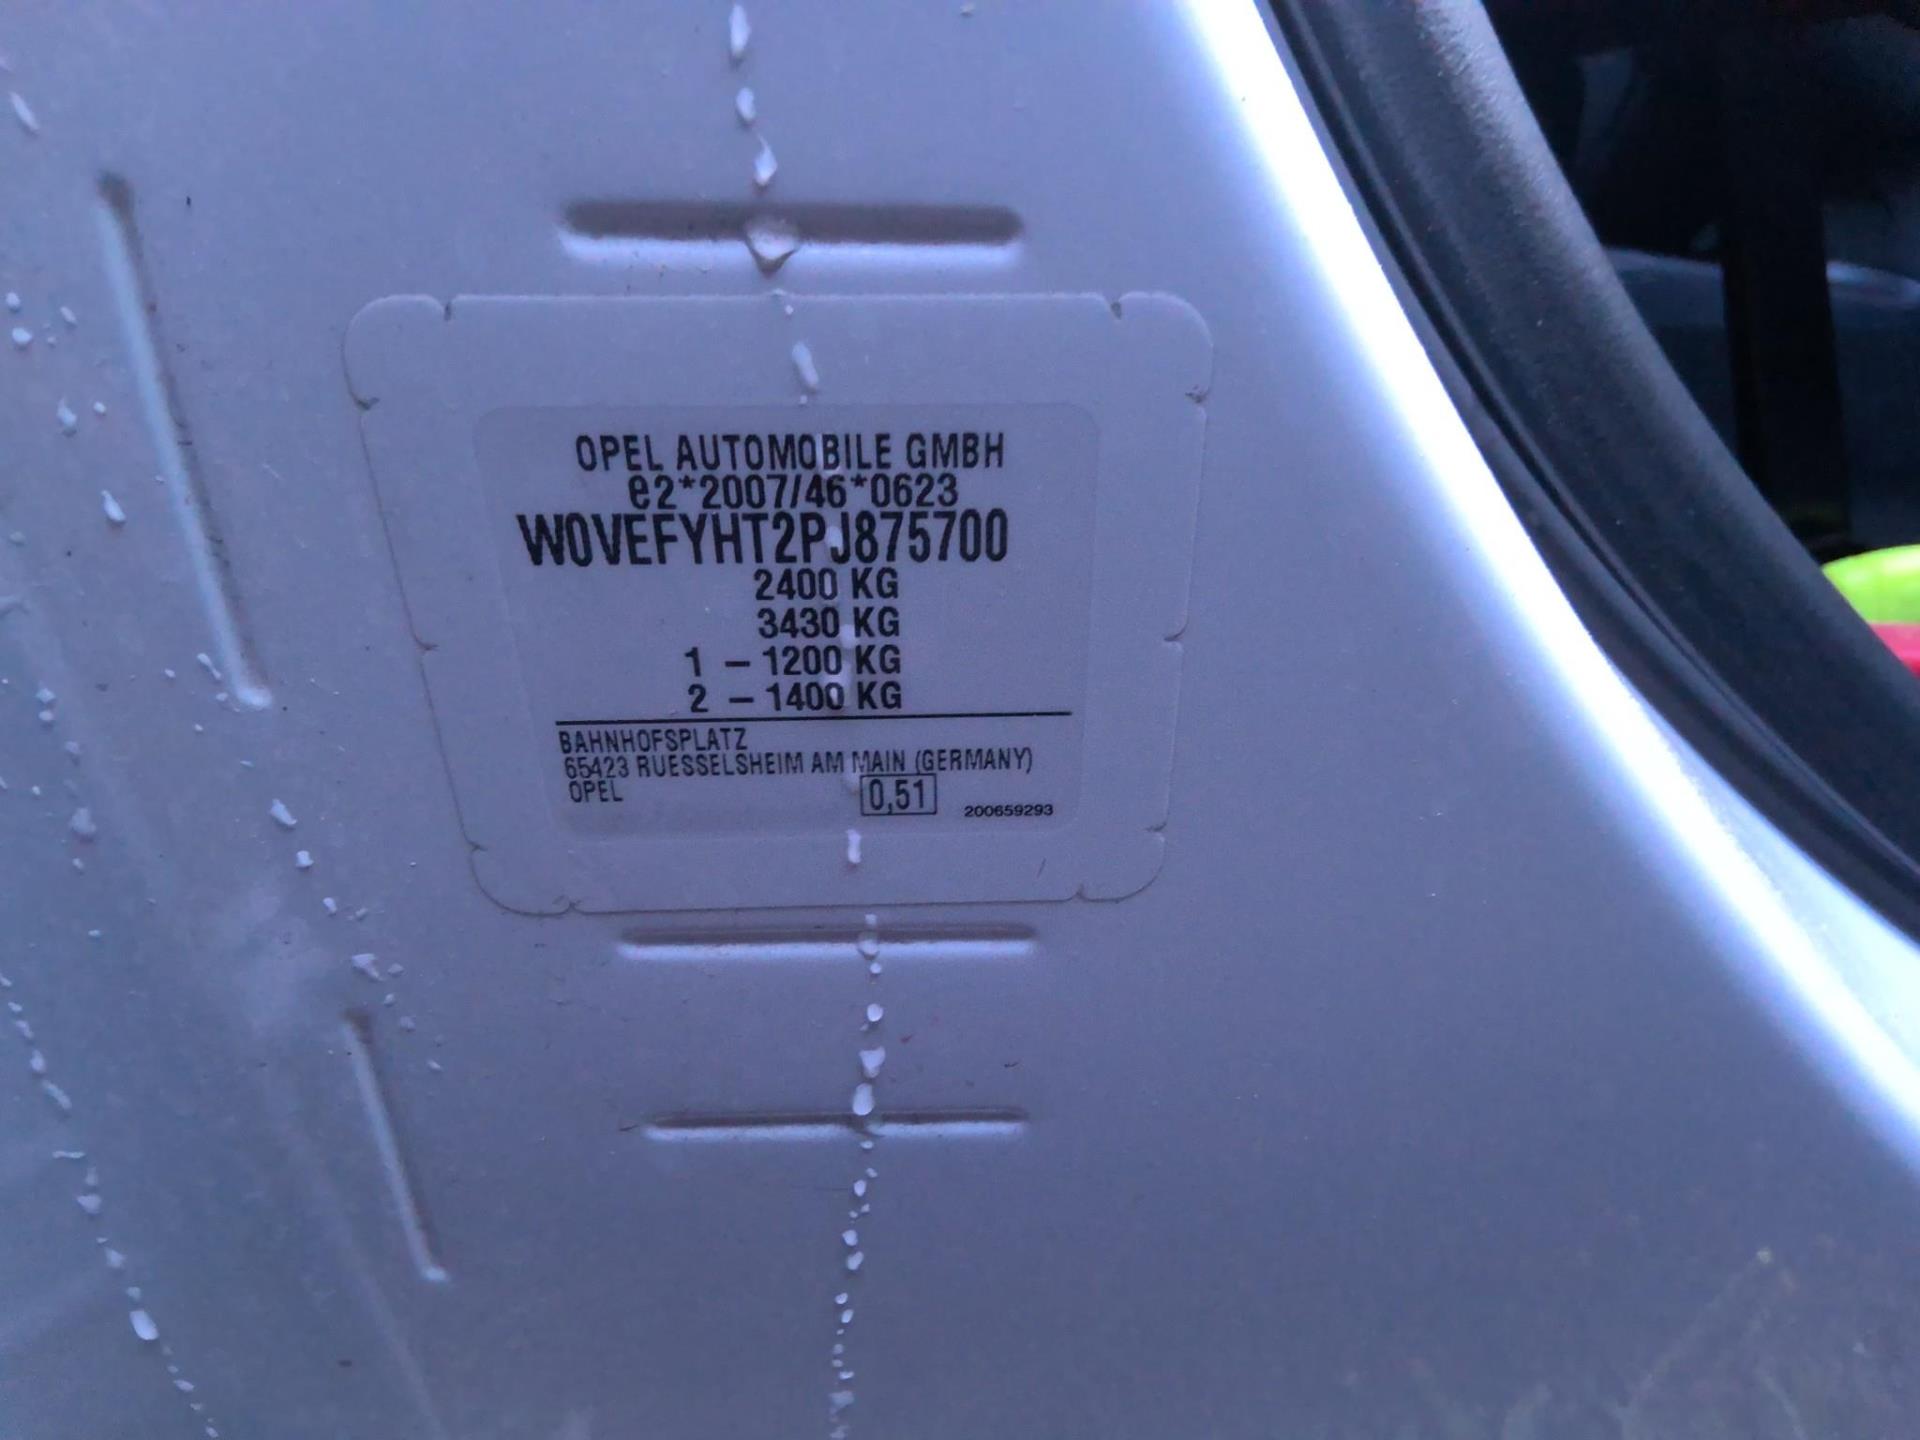 OPEL AUTOMOBILE GMBH
e2*2007/46*0623
W0VEFYHT2PJ875700
2400 KG
3430 KG
1 – 1200 KG
2 – 1400 KG
BAHNHOFSPLATZ
65423 RUESSELSHEIM AM MAIN (GERMANY)
OPEL 0,51 200659293